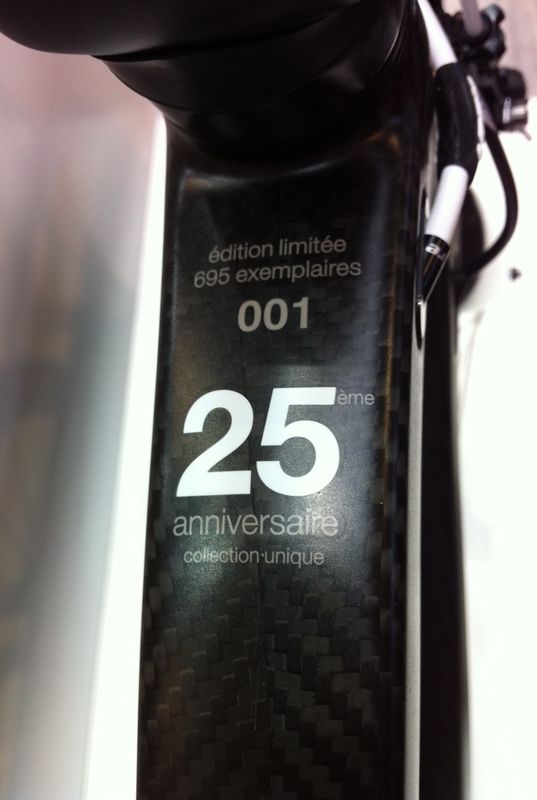 édition limitée
695 exemplaires
001
25ème
anniversaire
collection·unique